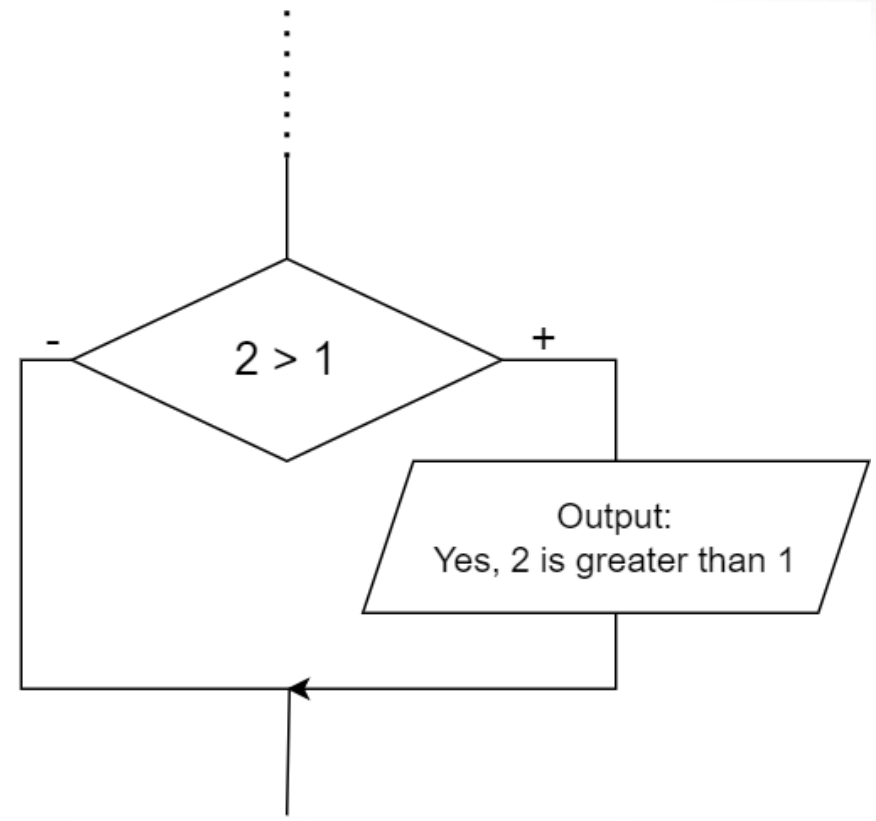 2 > 1
-
+
Output:
Yes, 2 is greater than 1